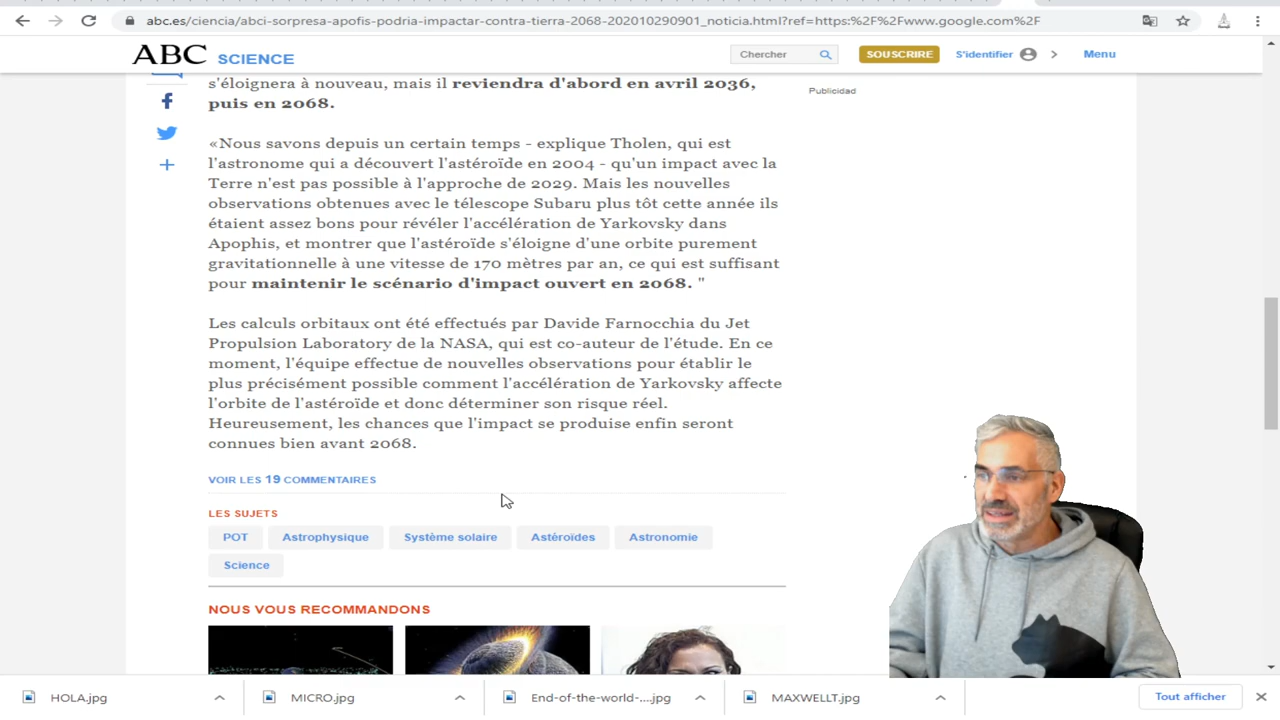 abc.es/ciencia/abci-sorpresa-apofis-podria-impactar-contra-tierra-2068-202010290901_noticia.html?ref=https:%2F%2Fwww.google.com%2F
ABC SCIENCE
Chercher
SOUSCRIRE
S'identifier
Menu
s'éloignera à nouveau, mais il reviendra d'abord en avril 2036,
puis en 2068.
Publicidad
«Nous savons depuis un certain temps - explique Tholen, qui est
l'astronome qui a découvert l'astéroïde en 2004 - qu'un impact avec la
Terre n'est pas possible à l'approche de 2029. Mais les nouvelles
observations obtenues avec le télescope Subaru plus tôt cette année ils
étaient assez bons pour révéler l'accélération de Yarkovsky dans
Apophis, et montrer que l'astéroïde s'éloigne d'une orbite purement
gravitationnelle à une vitesse de 170 mètres par an, ce qui est suffisant
pour maintenir le scénario d'impact ouvert en 2068. "
Les calculs orbitaux ont été effectués par Davide Farnocchia du Jet
Propulsion Laboratory de la NASA, qui est co-auteur de l'étude. En ce
moment, l'équipe effectue de nouvelles observations pour établir le
plus précisément possible comment l'accélération de Yarkovsky affecte
l'orbite de l'astéroïde et donc déterminer son risque réel.
Heureusement, les chances que l'impact se produise enfin seront
connues bien avant 2068.
VOIR LES 19 COMMENTAIRES
LES SUJETS
POT
Astrophysique
Système solaire
Astéroïdes
Astronomie
Science
NOUS VOUS RECOMMANDONS
HOLA.jpg
MICRO.jpg
End-of-the-world-....jpg
MAXWELLT.jpg
Tout afficher